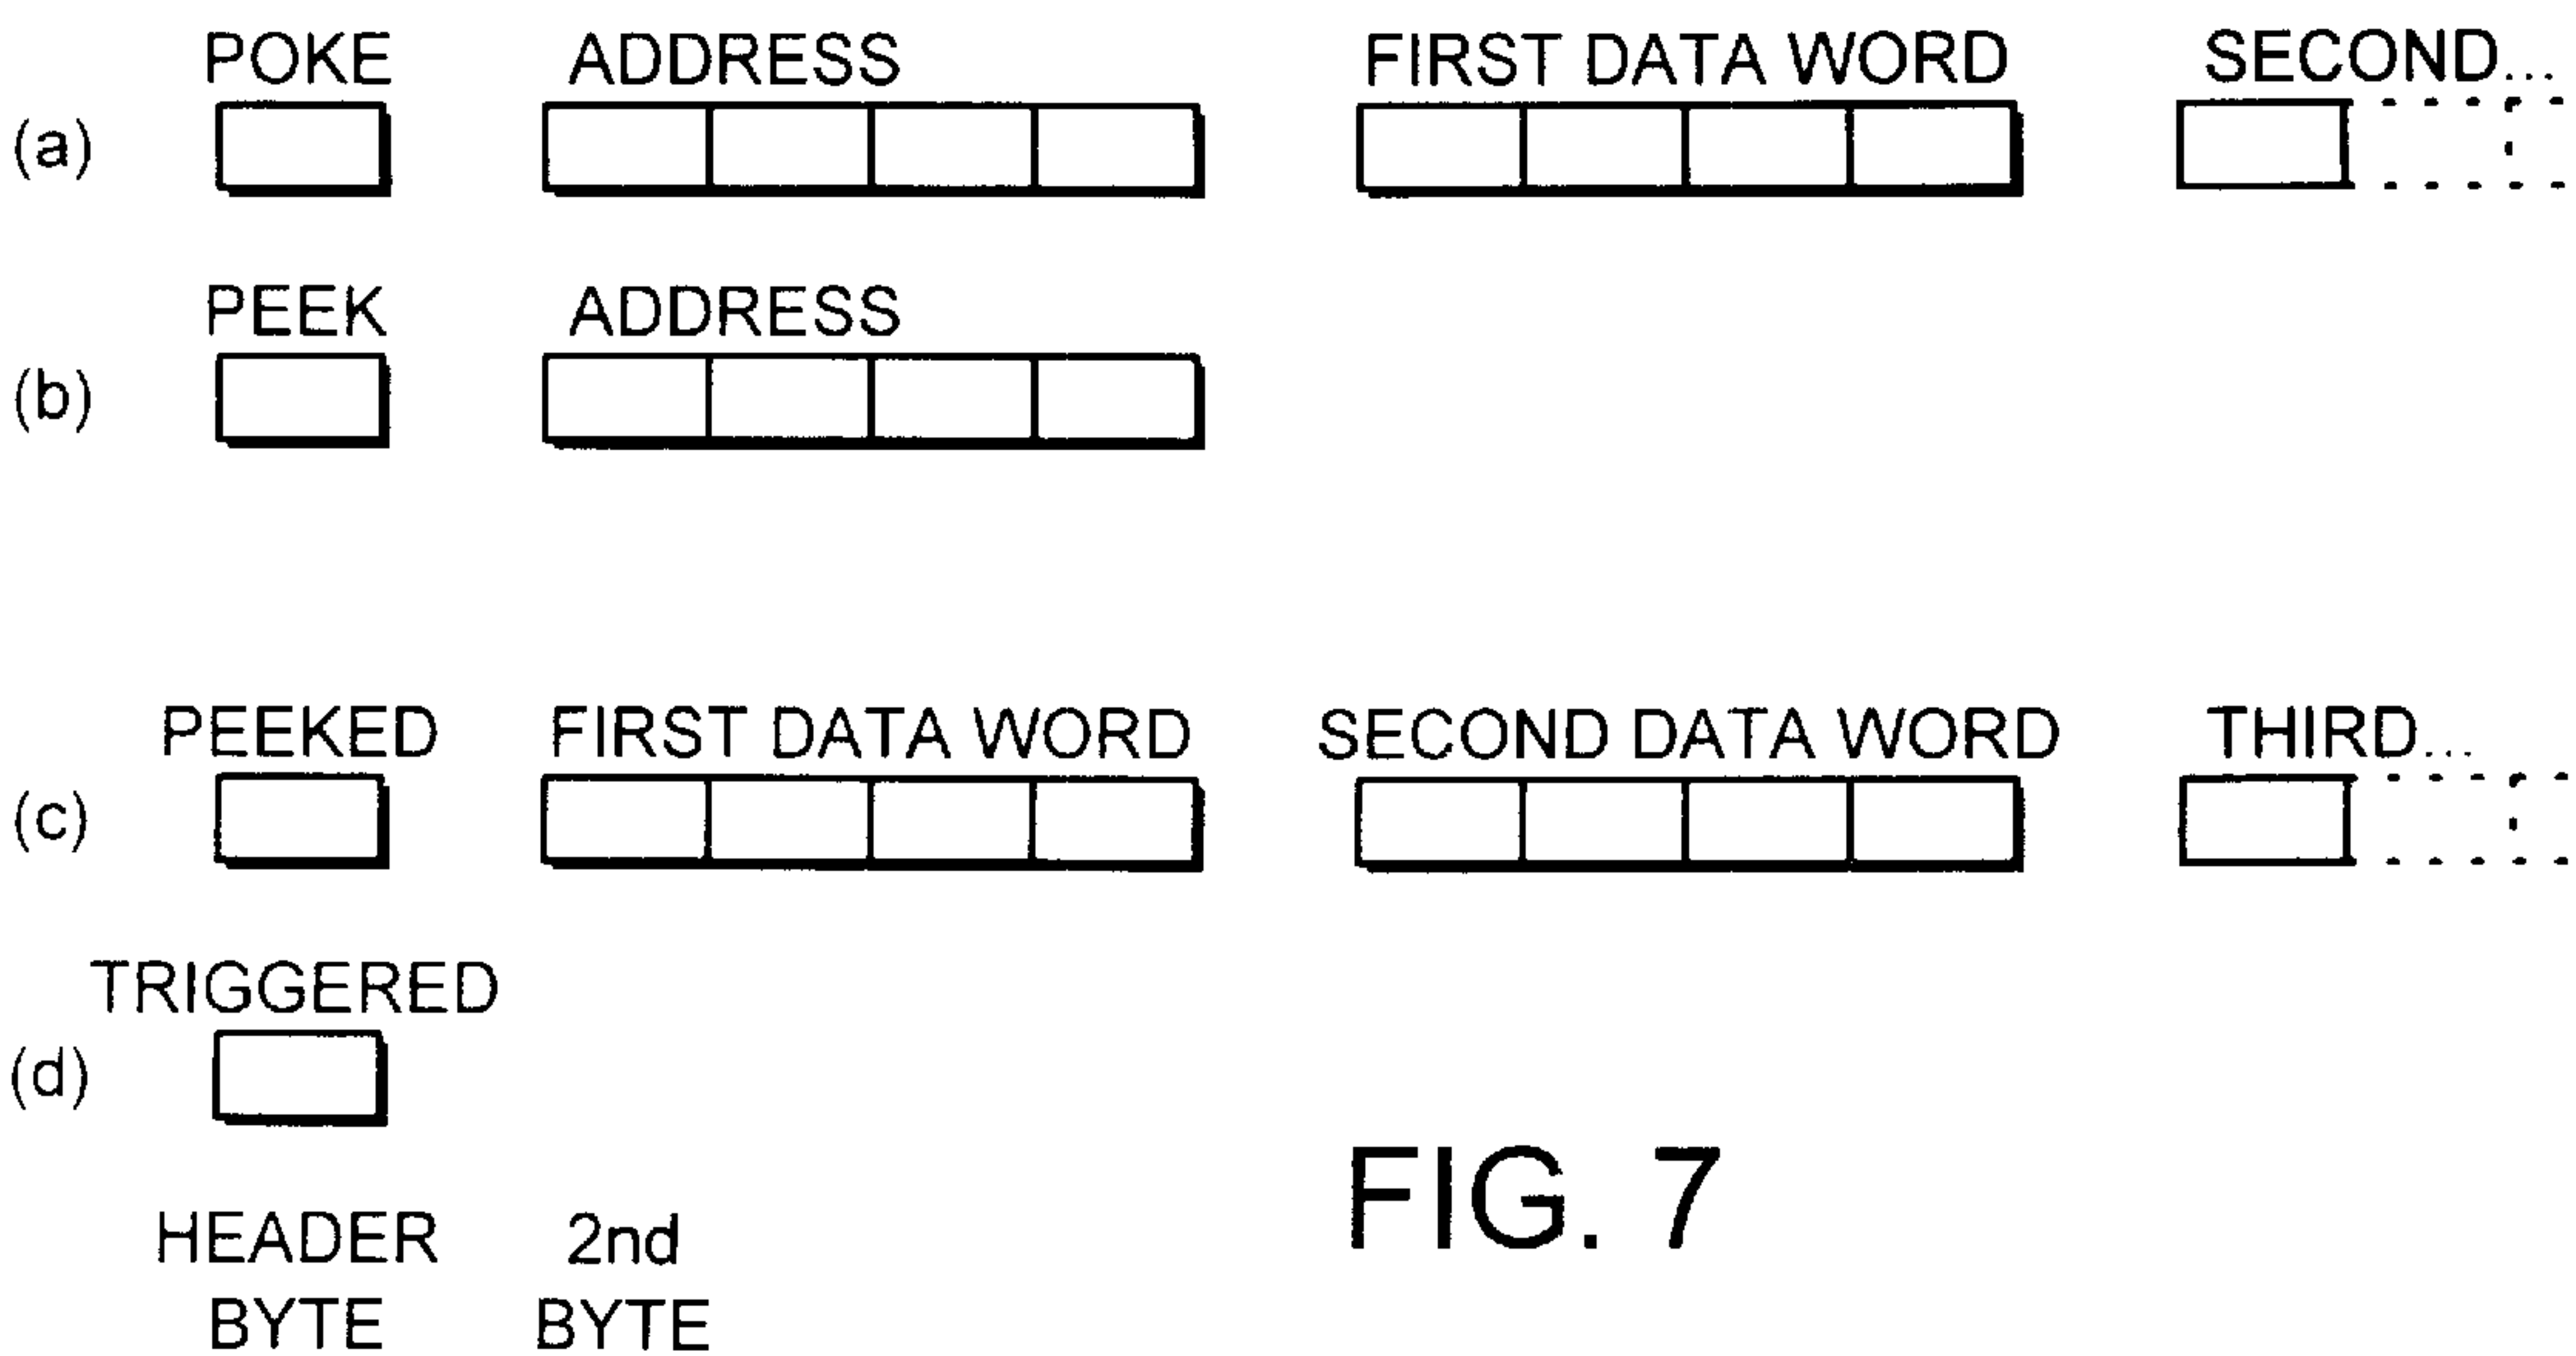 POKE ADDRESS FIRST DATA WORD SECOND...
(a)
PEEK ADDRESS
(b)
PEEKED FIRST DATA WORD SECOND DATA WORD THIRD...
(c)
TRIGGERED
(d)
HEADER BYTE
2nd BYTE
FIG. 7